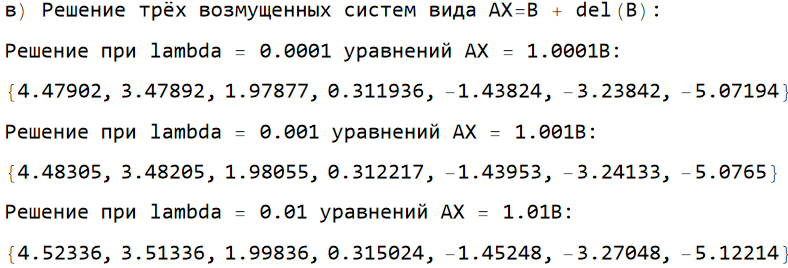 в) Решение трёх возмущенных систем вида AX=B + del(B):
Решение при lambda = 0.0001 уравнений AX = 1.0001B:
{4.47902, 3.47892, 1.97877, 0.311936, -1.43824, -3.23842, -5.07194}
Решение при lambda = 0.001 уравнений AX = 1.001B:
{4.48305, 3.48205, 1.98055, 0.312217, -1.43953, -3.24133, -5.0765}
Решение при lambda = 0.01 уравнений AX = 1.01B:
{4.52336, 3.51336, 1.99836, 0.315024, -1.45248, -3.27048, -5.12214}